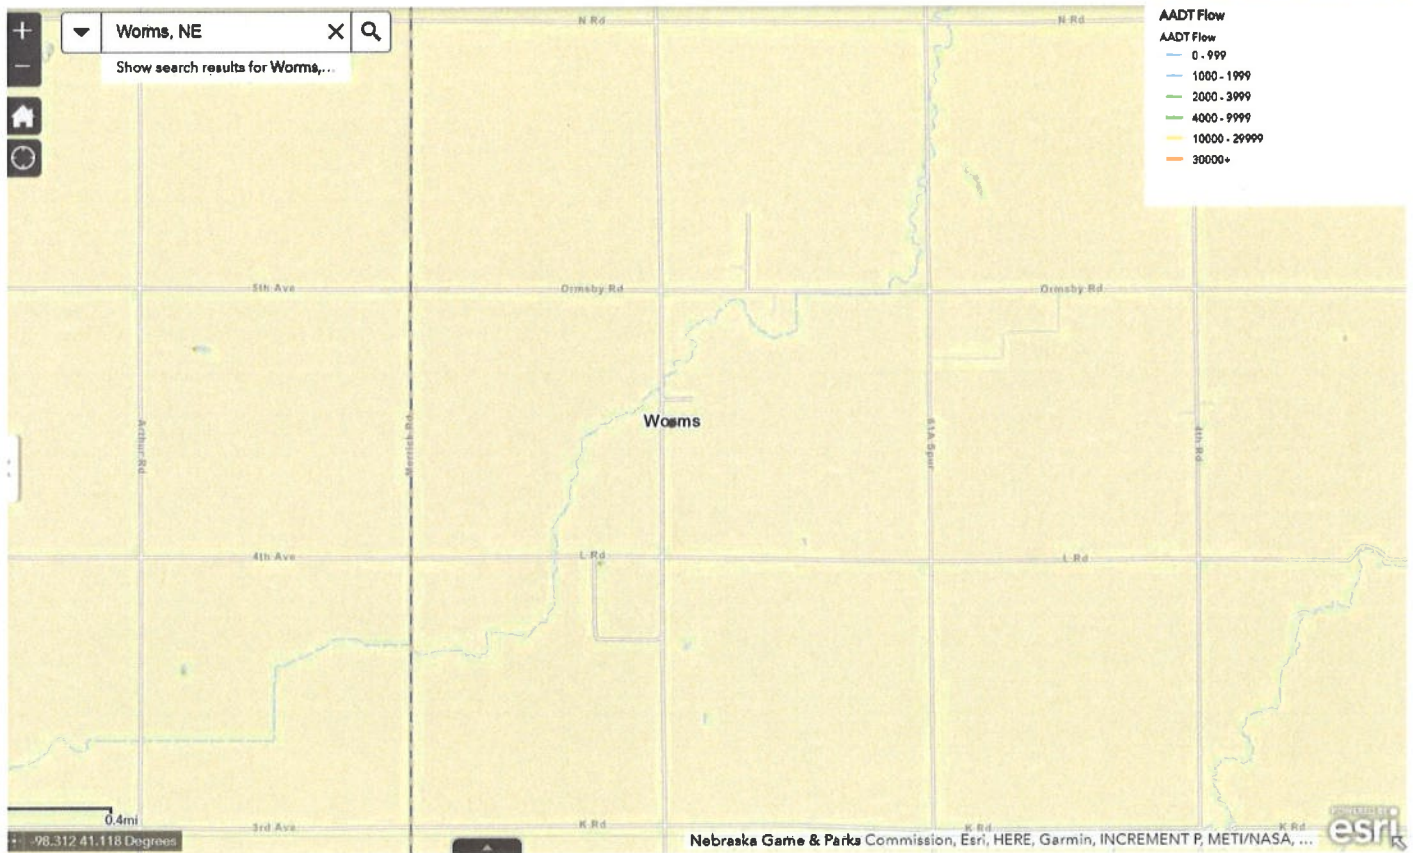 Worms, NE
Show search results for Worms,...
AADT Flow
AADT Flow
0 - 999
1000 - 1999
2000 - 3999
4000 - 9999
10000 - 29999
30000+
N Rd
N Rd
5th Ave
Ormsby Rd
Ormsby Rd
Arthur Rd
Merrick Rd
Worms
61A Spur
4th Rd
4th Ave
L Rd
L Rd
0.4mi
3rd Ave
K Rd
K Rd
K Rd
-98.312 41.118 Degrees
Nebraska Game & Parks Commission, Esri, HERE, Garmin, INCREMENT P, METI/NASA, ...
POWERED BY
esri